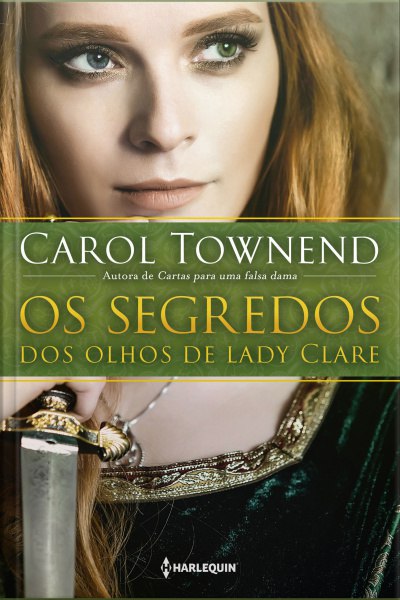 CAROL TOWNEND
Autora de Cartas para uma falsa dama
OS SEGREDOS
DOS OLHOS DE LADY CLARE
HARLEQUIN